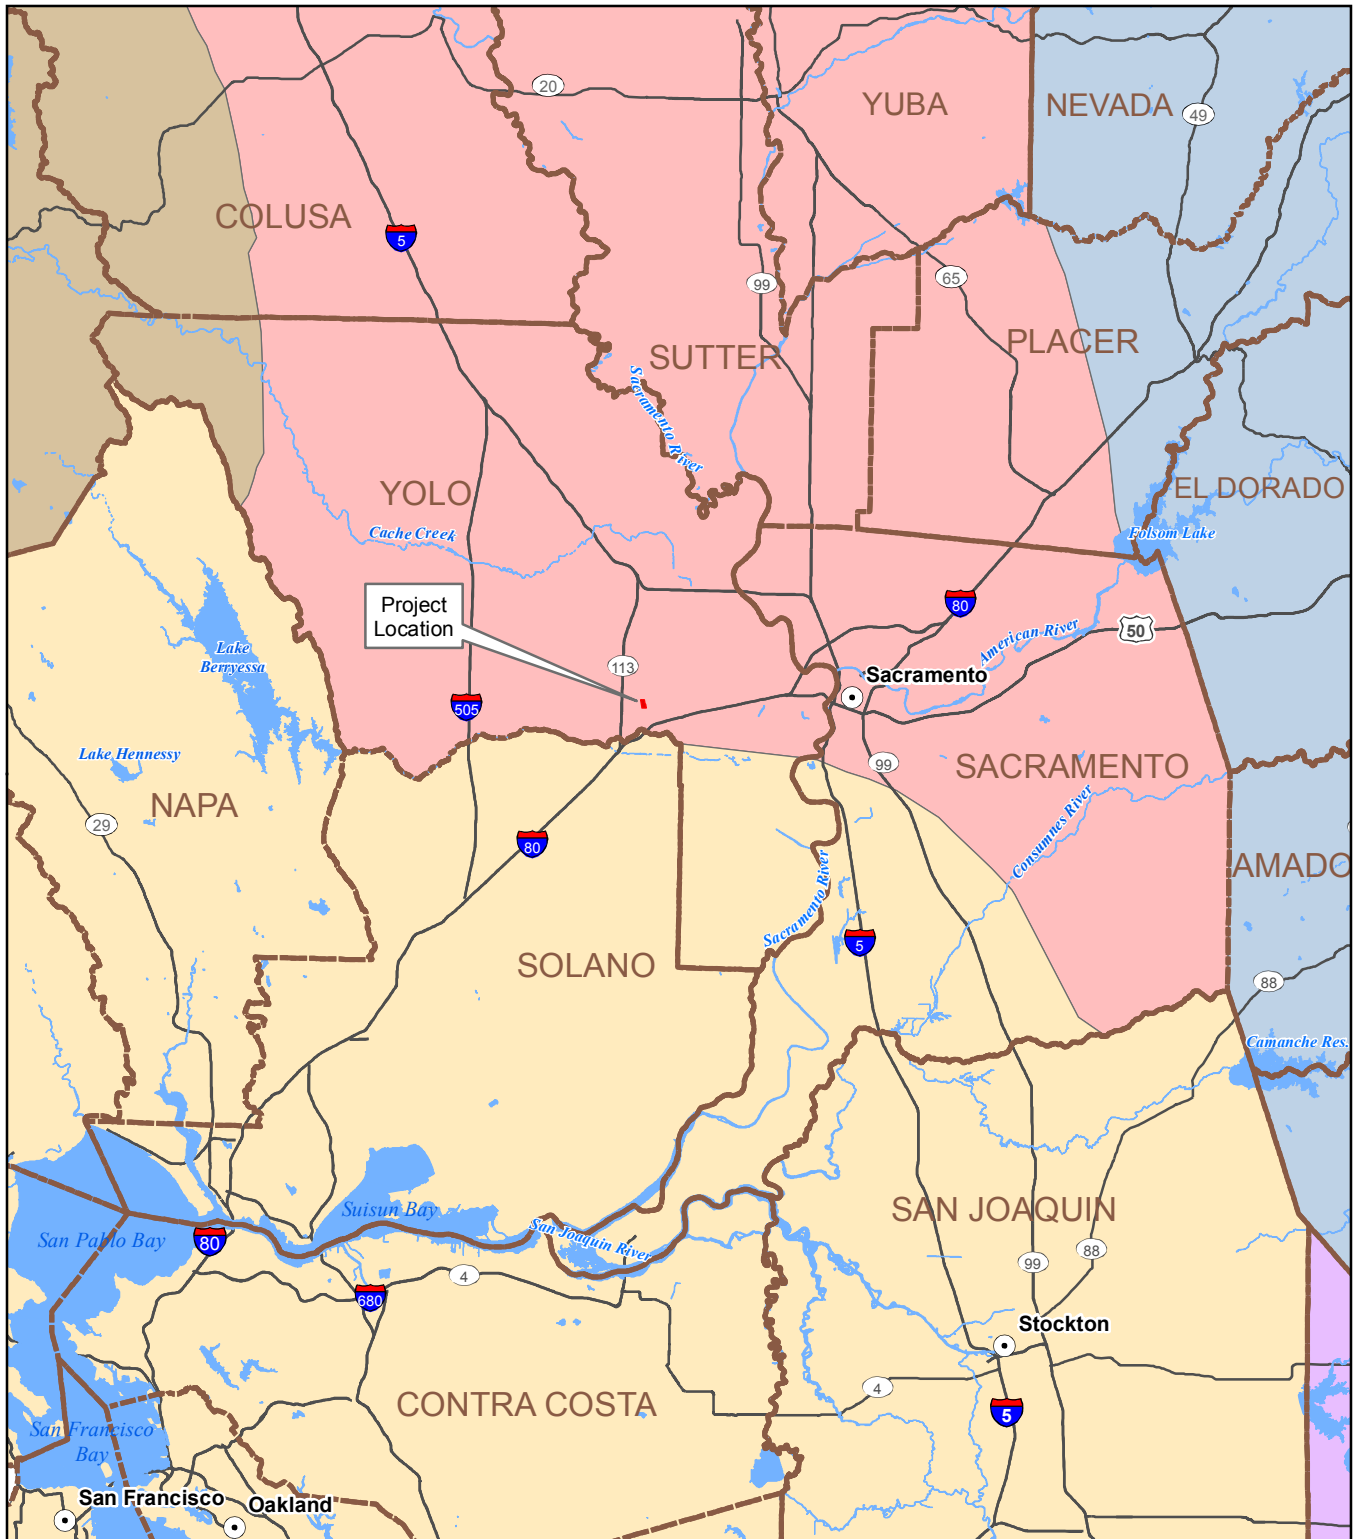 20
YUBA
NEVADA
49
COLUSA
5
99
65
SUTTER
PLACER
Sacramento River
YOLO
EL DORADO
Cache Creek
Folsom Lake
Project
Location
80
American River
50
Lake
Berryessa
113
Sacramento
505
Lake Hennessy
99
SACRAMENTO
NAPA
29
80
Consumnes River
AMADO
Sacramento River
5
SOLANO
88
Camanche Res.
Suisun Bay
SAN JOAQUIN
San Pablo Bay
80
San Joaquin River
4
99
88
680
Stockton
4
CONTRA COSTA
5
San Francisco
Bay
San Francisco
Oakland